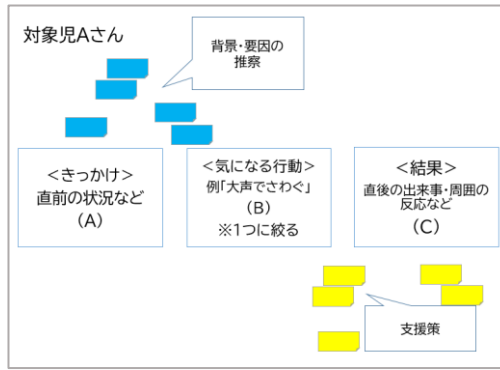 対象児Aさん
背景・要因の
推察
<きっかけ>
直前の状況など
(A)
<気になる行動>
例「大声でさわぐ」
(B)
※1つに絞る
<結果>
直後の出来事・周囲の
反応など
(C)
支援策